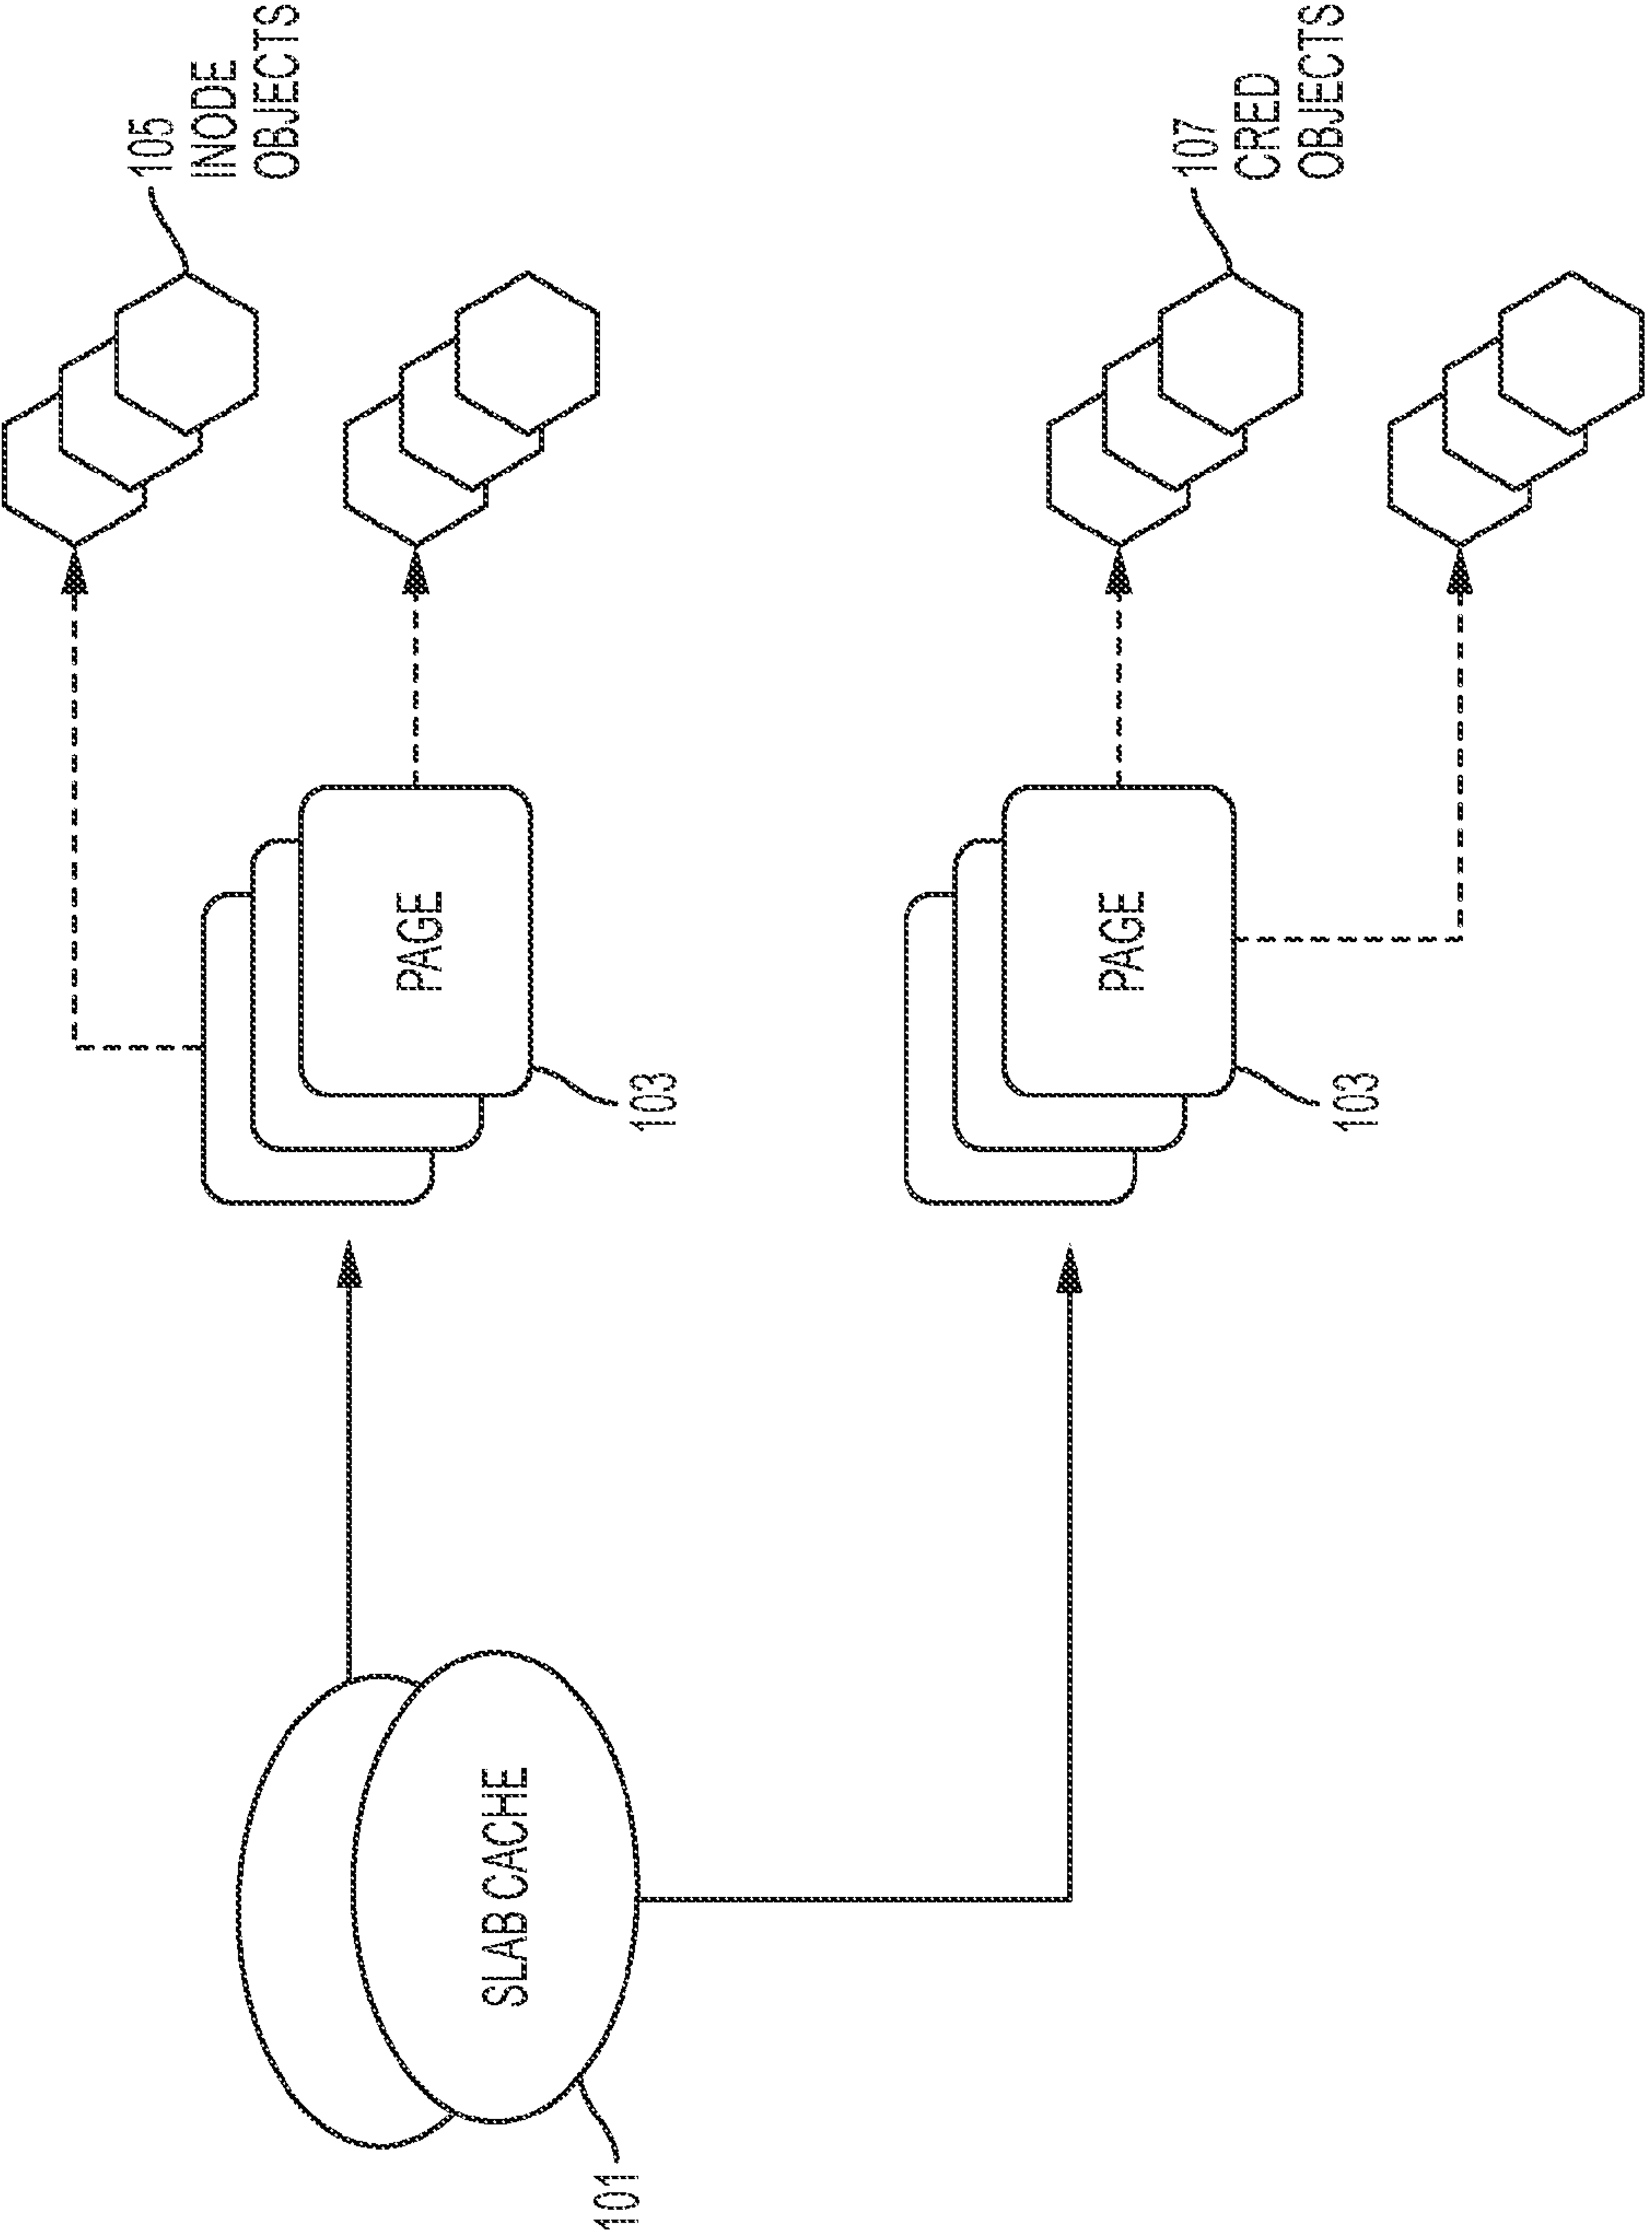 101
SLAB CACHE
103
PAGE
103
PAGE
105
INODE
OBJECTS
107
CRED
OBJECTS